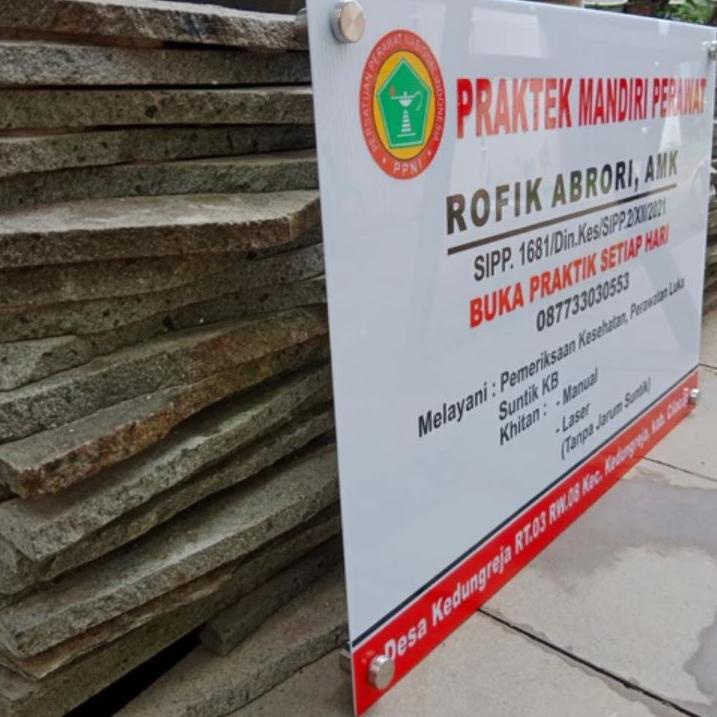 PERSATUAN PERAWAT NASIONAL INDONESIA
PPNI
PRAKTEK MANDIRI PERAWAT
ROFIK ABRORI, AMK
SIPP. 1681/Din.Kes/SIPP.2/XII/2021
BUKA PRAKTIK SETIAP HARI
087733030553
Melayani : Pemeriksaan Kesehatan, Perawatan Luka
Suntik KB
Khitan : - Manual
- Laser
(Tanpa Jarum Suntik)
Desa Kedungreja RT.03 RW.08 Kec. Kedungreja, kab. Cilacap